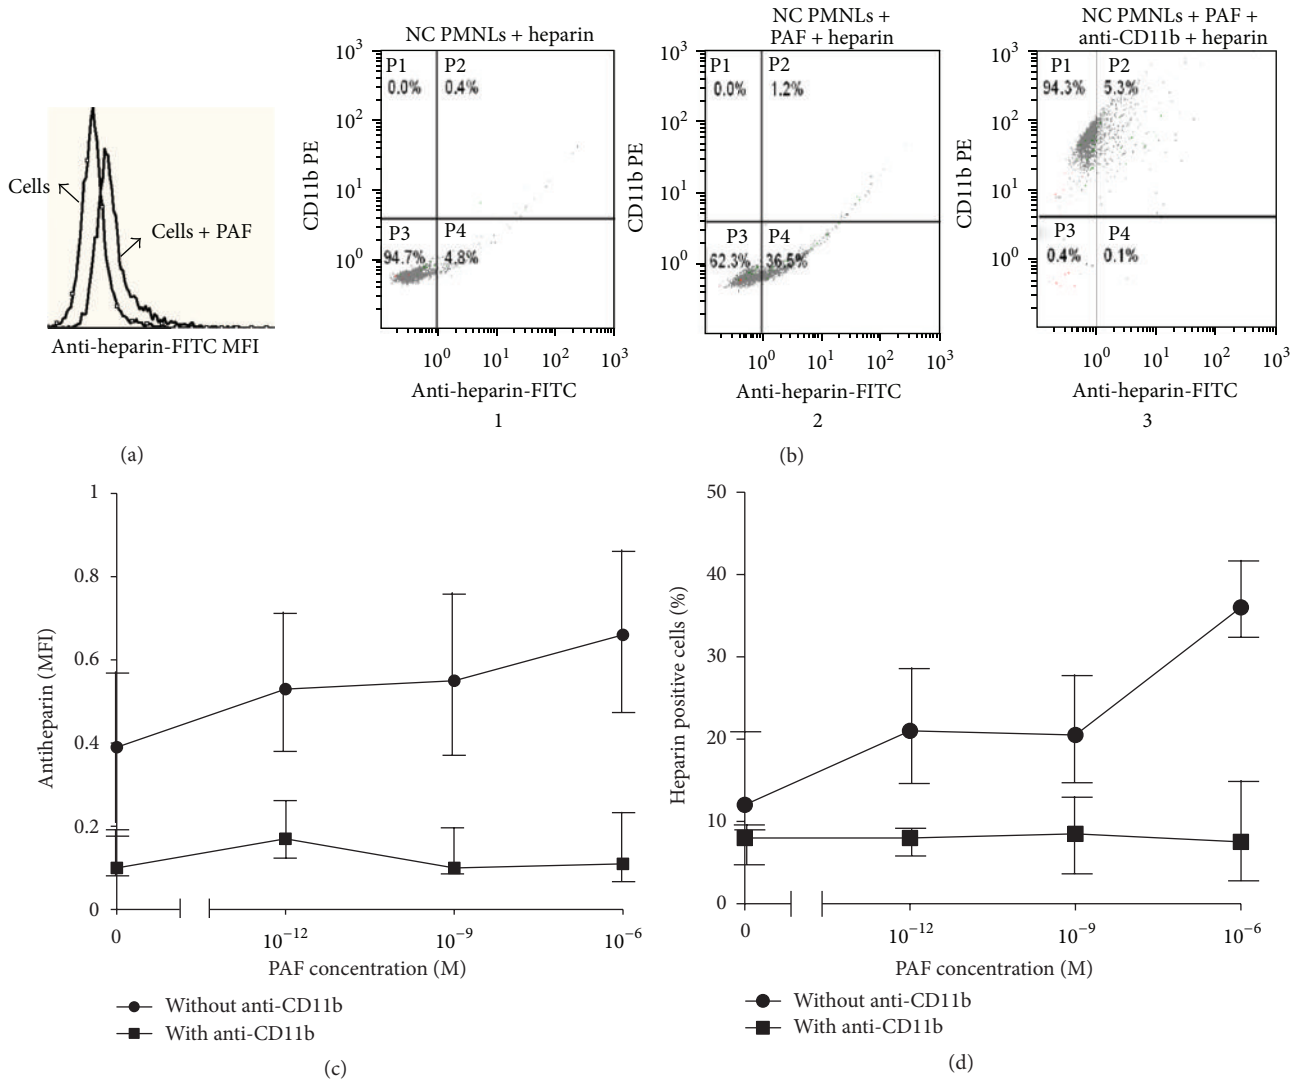 Cells
Cells + PAF
Anti-heparin-FITC MFI
(a)
NC PMNLs + heparin
10³
10²
10¹
10⁰
CD11b PE
P1
0.0%
P2
0.4%
P3
94.7%
P4
4.8%
10⁰ 10¹ 10² 10³
Anti-heparin-FITC
1
NC PMNLs +
PAF + heparin
10³
10²
10¹
10⁰
CD11b PE
P1
0.0%
P2
1.2%
P3
62.3%
P4
36.5%
10⁰ 10¹ 10² 10³
Anti-heparin-FITC
2
NC PMNLs + PAF +
anti-CD11b + heparin
10³
10²
10¹
10⁰
CD11b PE
P1
94.3%
P2
5.3%
P3
0.4%
P4
0.1%
10⁰ 10¹ 10² 10³
Anti-heparin-FITC
3
(b)
1
0.8
0.6
0.4
0.2
0
Antiheparin (MFI)
0 10⁻¹² 10⁻⁹ 10⁻⁶
PAF concentration (M)
Without anti-CD11b
With anti-CD11b
(c)
50
40
30
20
10
0
Heparin positive cells (%)
0 10⁻¹² 10⁻⁹ 10⁻⁶
PAF concentration (M)
Without anti-CD11b
With anti-CD11b
(d)